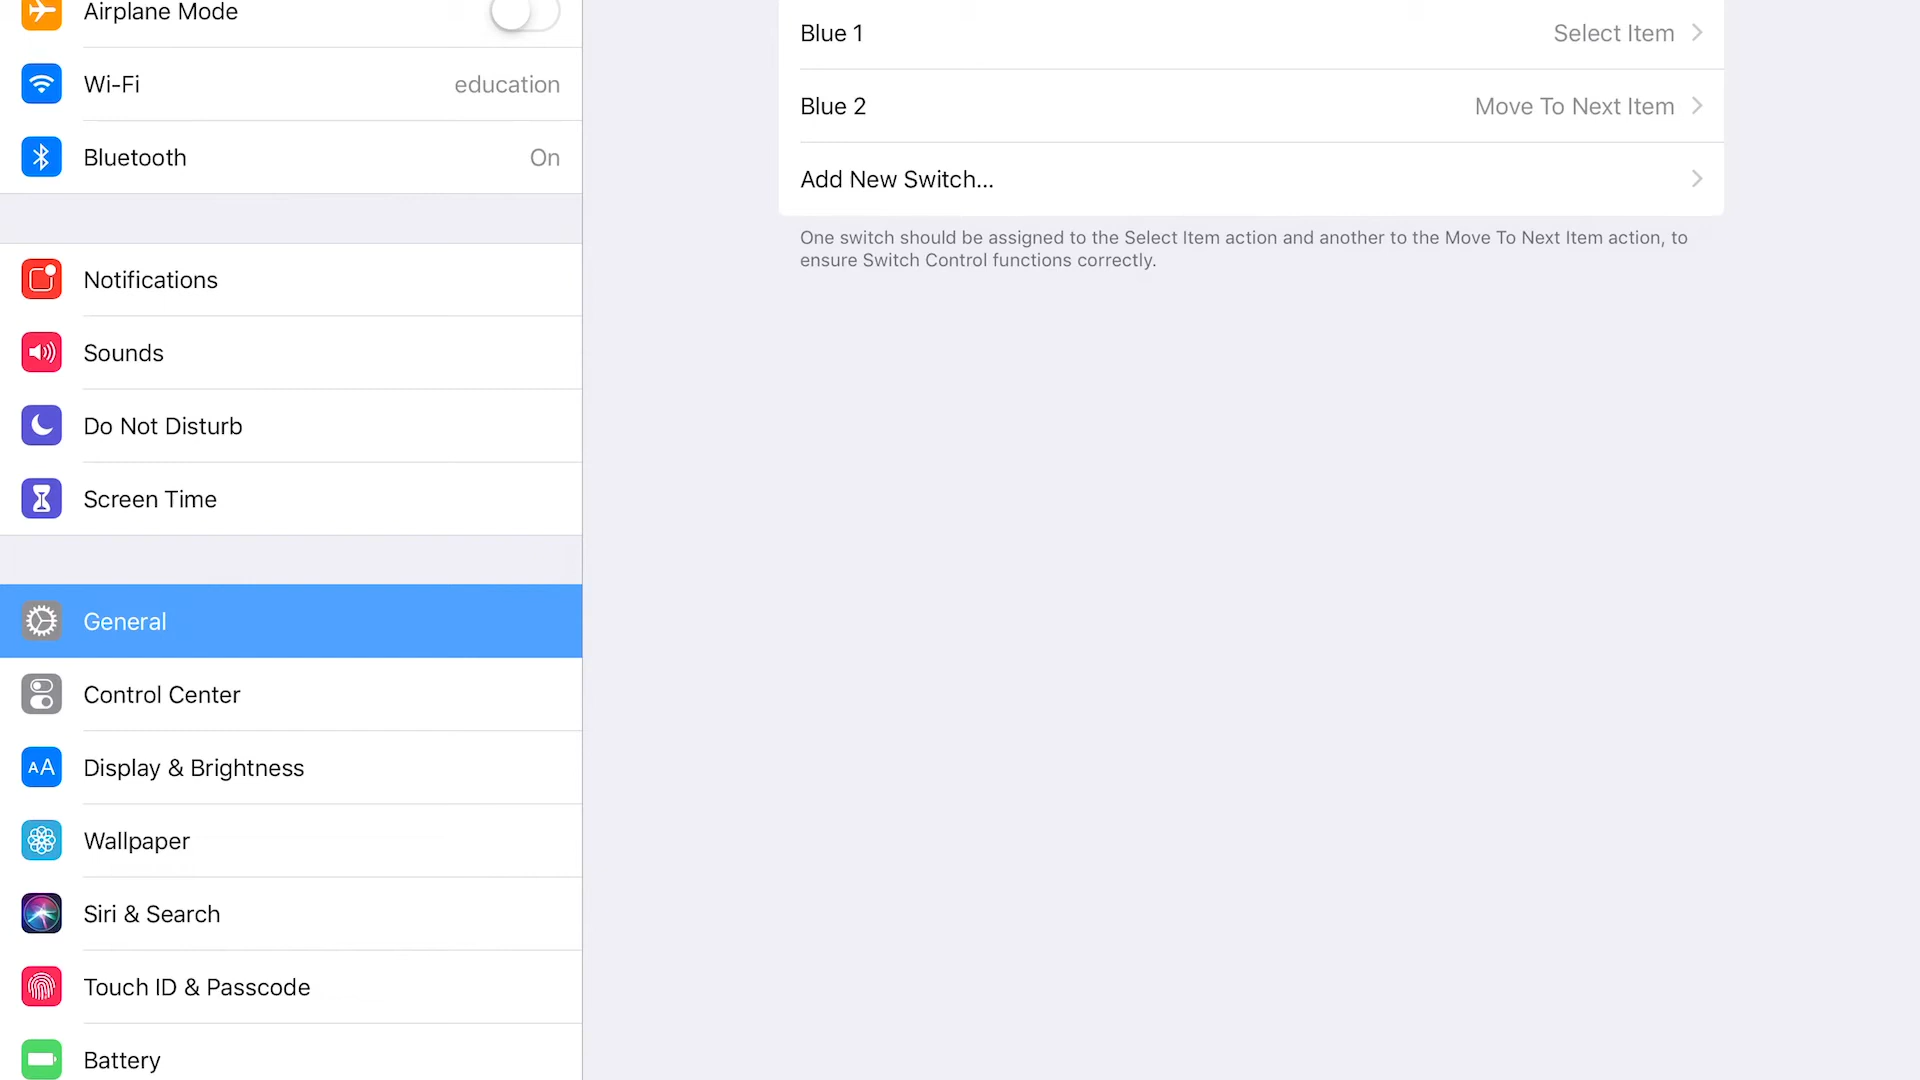 Airplane Mode
Wi-Fi education
Bluetooth On
Notifications
Sounds
Do Not Disturb
Screen Time
General
Control Center
AA Display & Brightness
Wallpaper
Siri & Search
Touch ID & Passcode
Battery
Blue 1 Select Item
Blue 2 Move To Next Item
Add New Switch...
One switch should be assigned to the Select Item action and another to the Move To Next Item action, to
ensure Switch Control functions correctly.